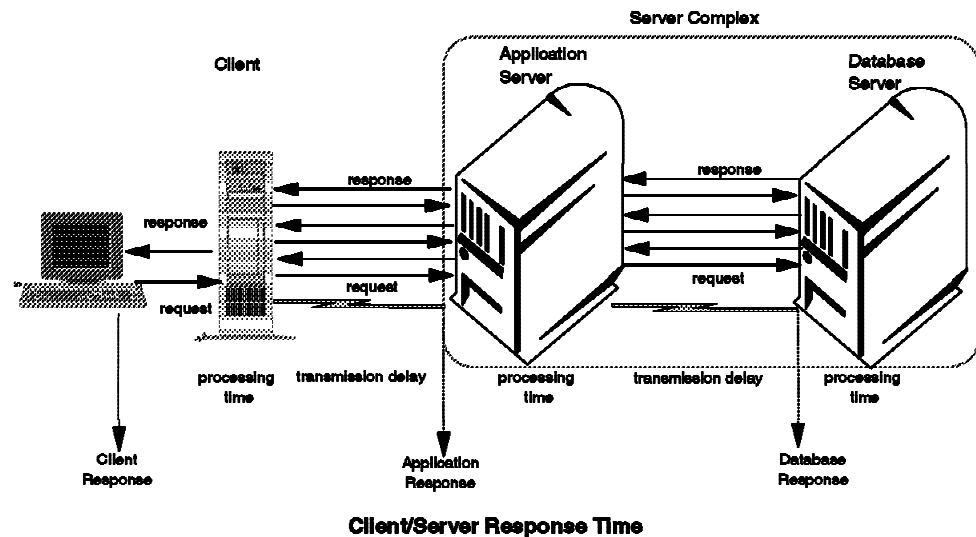 Server Complex
Client
Application
Server
Database
Server
response
response
response
request
request
request
processing
time
transmission delay
processing
time
transmission delay
processing
time
Client
Response
Application
Response
Database
Response
Client/Server Response Time